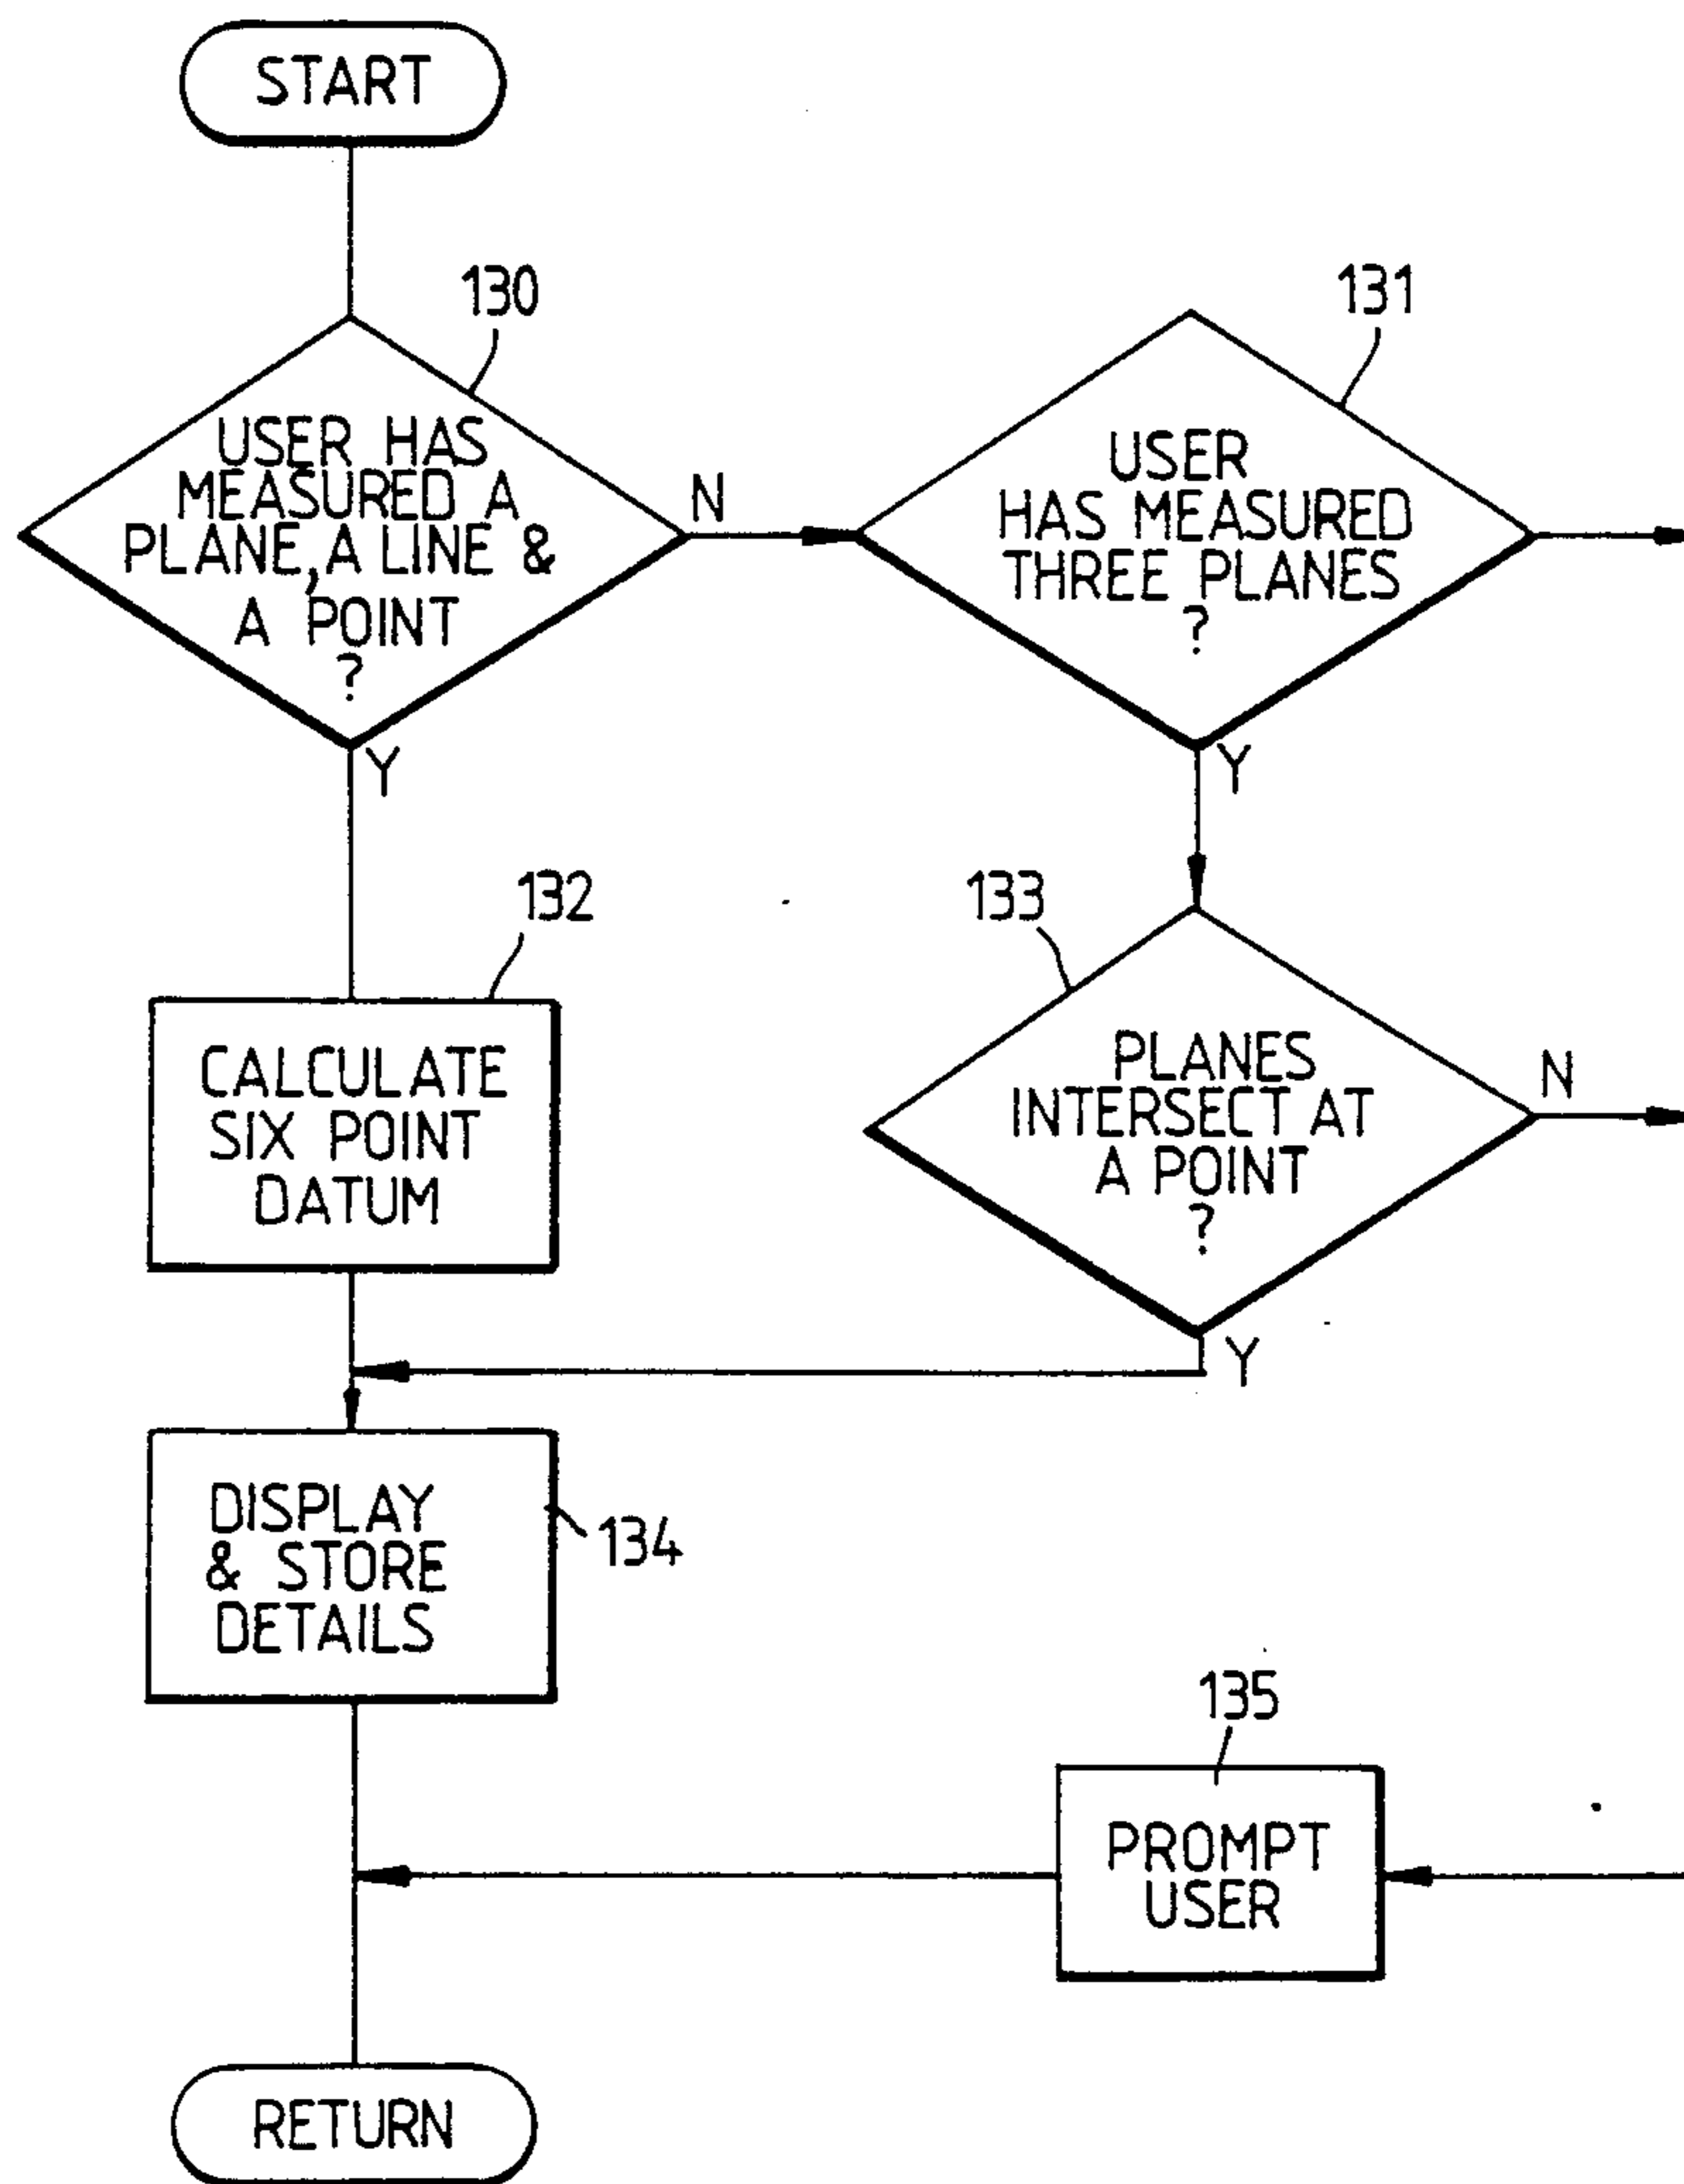 START
130
USER HAS
MEASURED A
PLANE, A LINE &
A POINT
?
N
Y
131
USER
HAS MEASURED
THREE PLANES
?
Y
132
CALCULATE
SIX POINT
DATUM
133
PLANES
INTERSECT AT
A POINT
?
N
Y
DISPLAY
& STORE
DETAILS
134
135
PROMPT
USER
RETURN